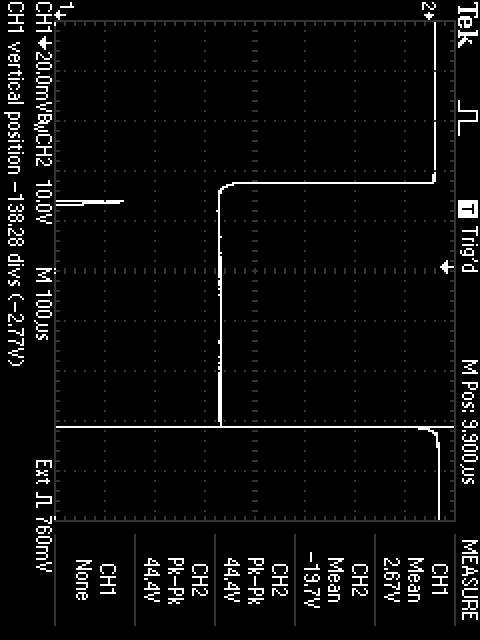 Tek T Trig'd M Pos: 9.900µs MEASURE
CH1
Mean
2.67V
CH2
Mean
-19.7V
CH2
Pk-Pk
44.4V
CH2
Pk-Pk
44.4V
CH1
None
2
1
CH1 20.0mVBW CH2 10.0V M 100µs Ext 760mV
CH1 vertical position -138.28 divs (-2.77V)